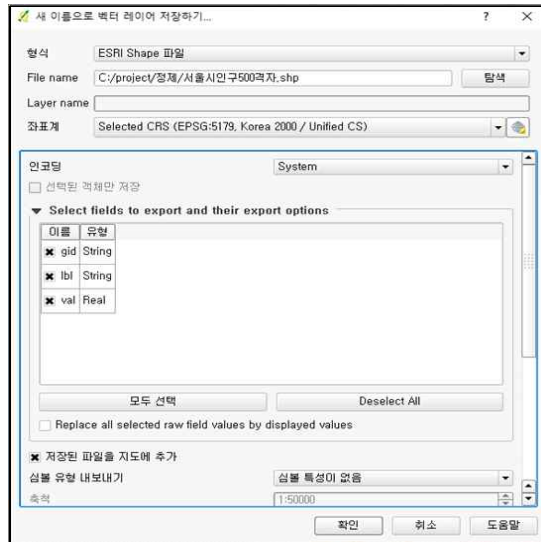 새 이름으로 벡터 레이어 저장하기... ? ×
형식 ESRI Shape 파일
File name C:/project/정제/서울시인구500격자.shp 탐색
Layer name
좌표계 Selected CRS (EPSG:5179, Korea 2000 / Unified CS)
인코딩 System
선택된 객체만 저장
Select fields to export and their export options
이름 유형
gid String
lbl String
val Real
모두 선택 Deselect All
Replace all selected raw field values by displayed values
저장된 파일을 지도에 추가
심볼 유형 내보내기 심볼 특성이 없음
축척 1:50000
확인 취소 도움말